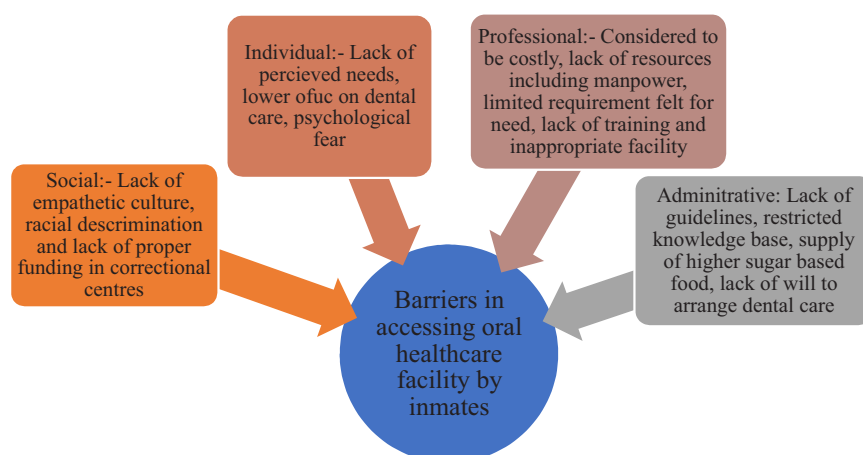 Social:- Lack of
empathetic culture,
racial descrimination
and lack of proper
funding in correctional
centres
Individual:- Lack of
percieved needs,
lower ofuc on dental
care, psychological
fear
Professional:- Considered to
be costly, lack of resources
including manpower,
limited requirement felt for
need, lack of training and
inappropriate facility
Adminitrative: Lack of
guidelines, restricted
knowledge base, supply
of higher sugar based
food, lack of will to
arrange dental care
Barriers in
accessing oral
healthcare
facility by
inmates